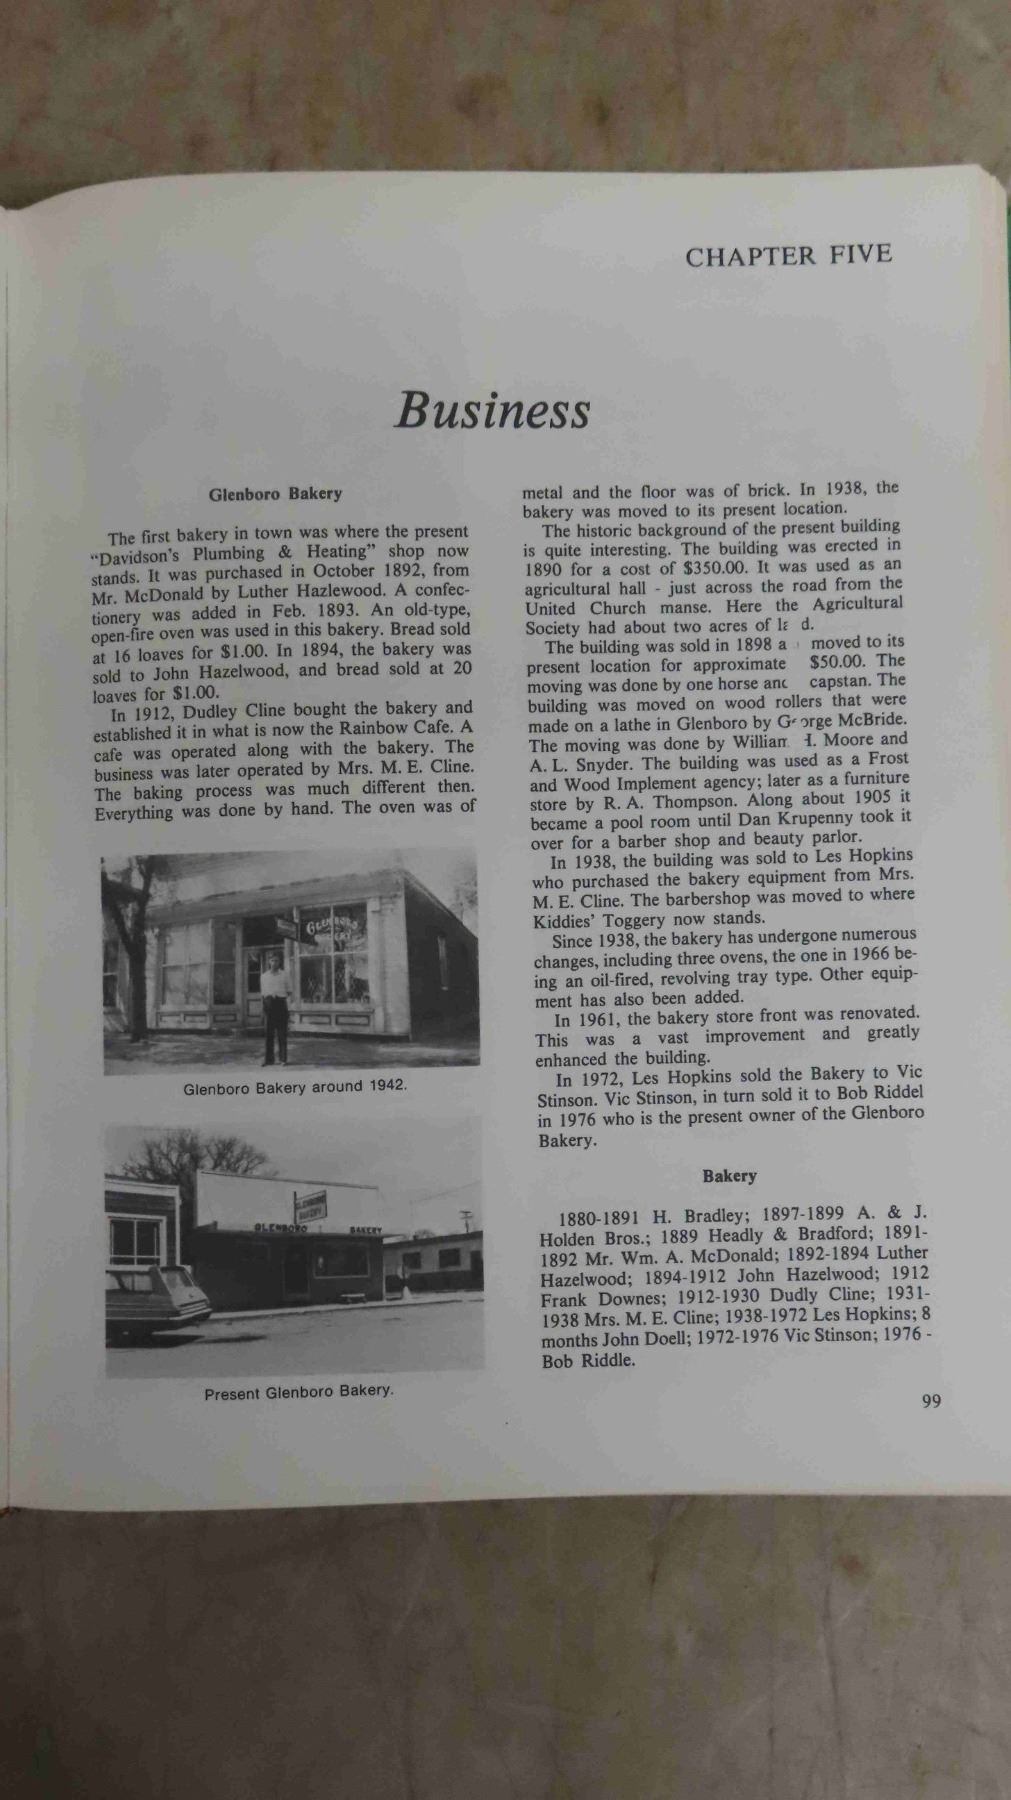 CHAPTER FIVE
Business
Glenboro Bakery
The first bakery in town was where the present
“Davidson's Plumbing & Heating” shop now
stands. It was purchased in October 1892, from
Mr. McDonald by Luther Hazlewood. A confec-
tionery was added in Feb. 1893. An old-type,
open-fire oven was used in this bakery. Bread sold
at 16 loaves for $1.00. In 1894, the bakery was
sold to John Hazelwood, and bread sold at 20
loaves for $1.00.
In 1912, Dudley Cline bought the bakery and
established it in what is now the Rainbow Cafe. A
cafe was operated along with the bakery. The
business was later operated by Mrs. M. E. Cline.
The baking process was much different then.
Everything was done by hand. The oven was of
GLENBORO
Glenboro Bakery around 1942.
GLENBORO BAKERY
Present Glenboro Bakery.
metal and the floor was of brick. In 1938, the
bakery was moved to its present location.
The historic background of the present building
is quite interesting. The building was erected in
1890 for a cost of $350.00. It was used as an
agricultural hall - just across the road from the
United Church manse. Here the Agricultural
Society had about two acres of
The building was sold in 1898 moved to its
present location for approximate $50.00. The
moving was done by one horse capstan. The
building was moved on wood rollers that were
made on a lathe in Glenboro by George McBride.
The moving was done by William H. Moore and
A. L. Snyder. The building was used as a Frost
and Wood Implement agency; later as a furniture
store by R. A. Thompson. Along about 1905 it
became a pool room until Dan Krupenny took it
over for a barber shop and beauty parlor.
In 1938, the building was sold to Les Hopkins
who purchased the bakery equipment from Mrs.
M. E. Cline. The barbershop was moved to where
Kiddies' Toggery now stands.
Since 1938, the bakery has undergone numerous
changes, including three ovens, the one in 1966 be-
ing an oil-fired, revolving tray type. Other equip-
ment has also been added.
In 1961, the bakery store front was renovated.
This was a vast improvement and greatly
enhanced the building.
In 1972, Les Hopkins sold the Bakery to Vic
Stinson. Vic Stinson, in turn sold it to Bob Riddel
in 1976 who is the present owner of the Glenboro
Bakery.
Bakery
1880-1891 H. Bradley; 1897-1899 A. & J.
Holden Bros.; 1889 Headly & Bradford; 1891-
1892 Mr. Wm. A. McDonald; 1892-1894 Luther
Hazelwood; 1894-1912 John Hazelwood; 1912
Frank Downes; 1912-1930 Dudly Cline; 1931-
1938 Mrs. M. E. Cline; 1938-1972 Les Hopkins; 8
months John Doell; 1972-1976 Vic Stinson; 1976 -
Bob Riddle.
99